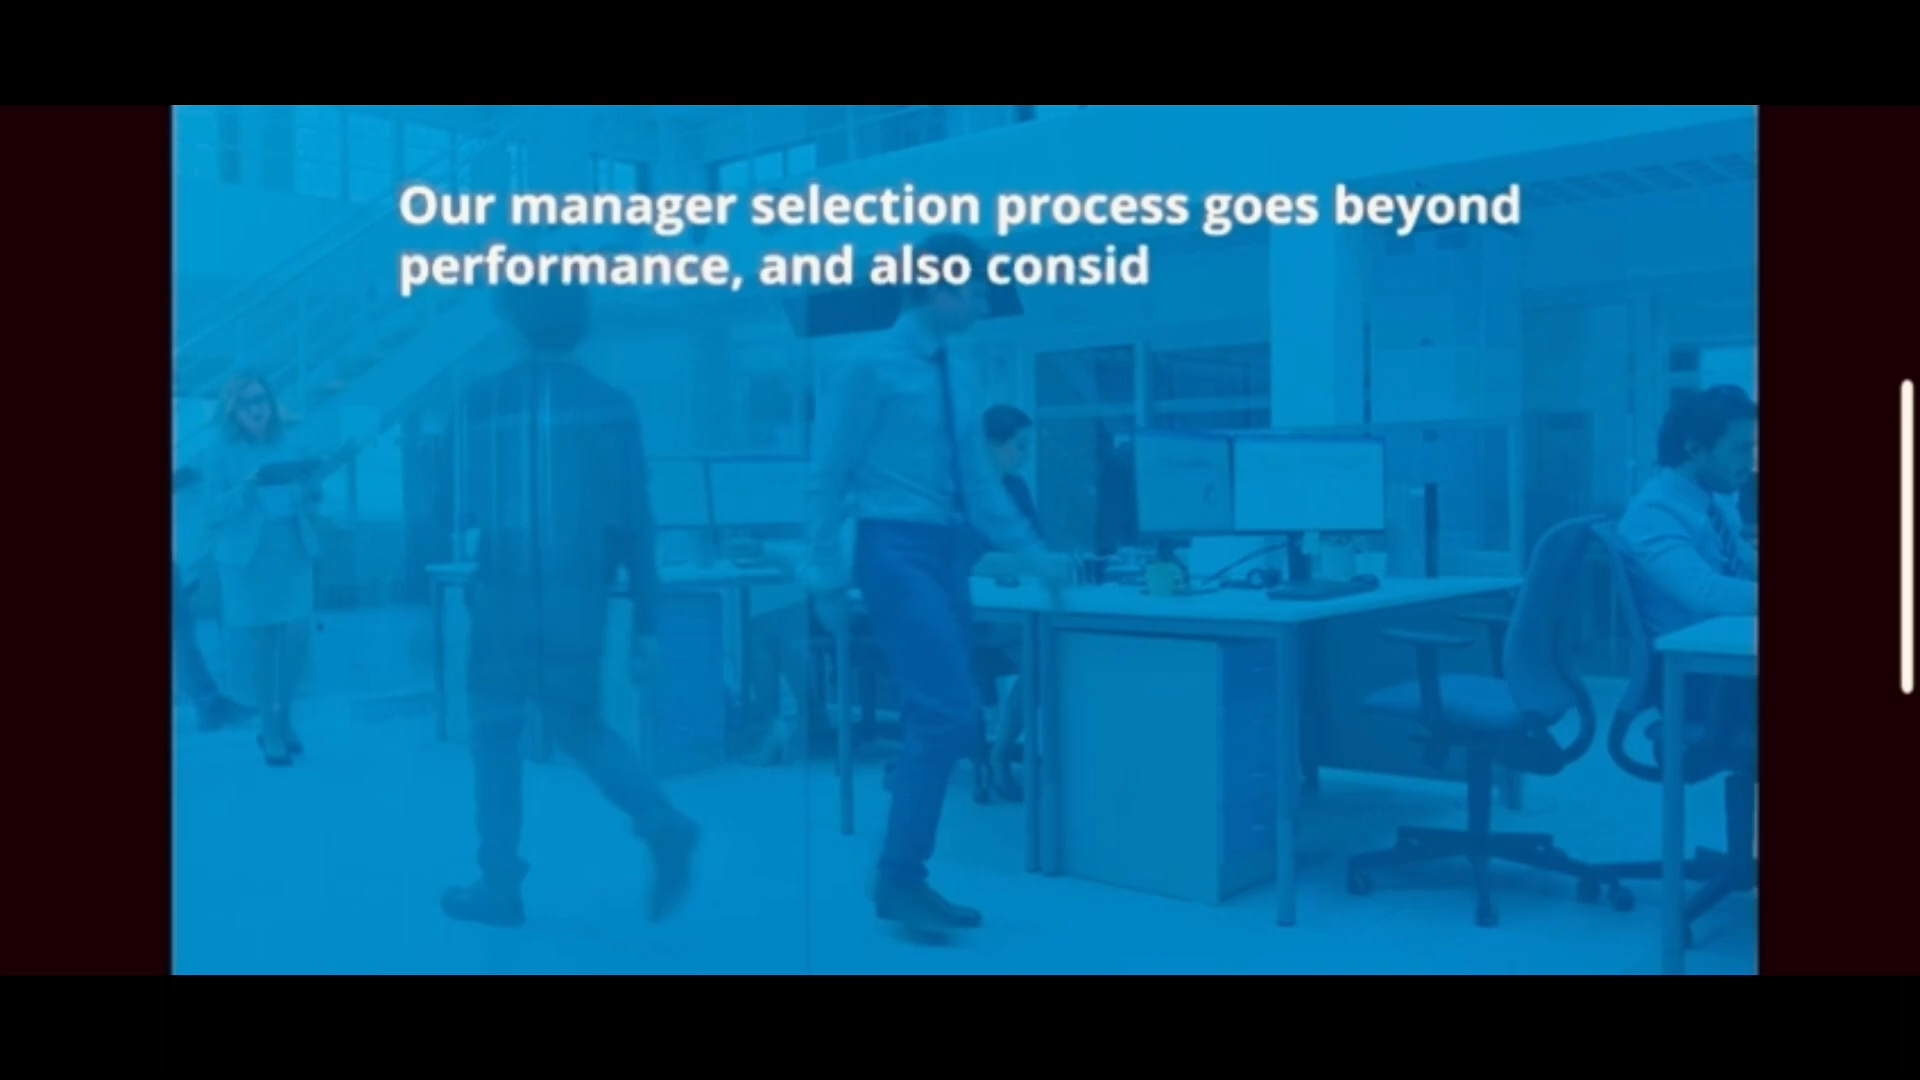 Our manager selection process goes beyond
performance, and also consid